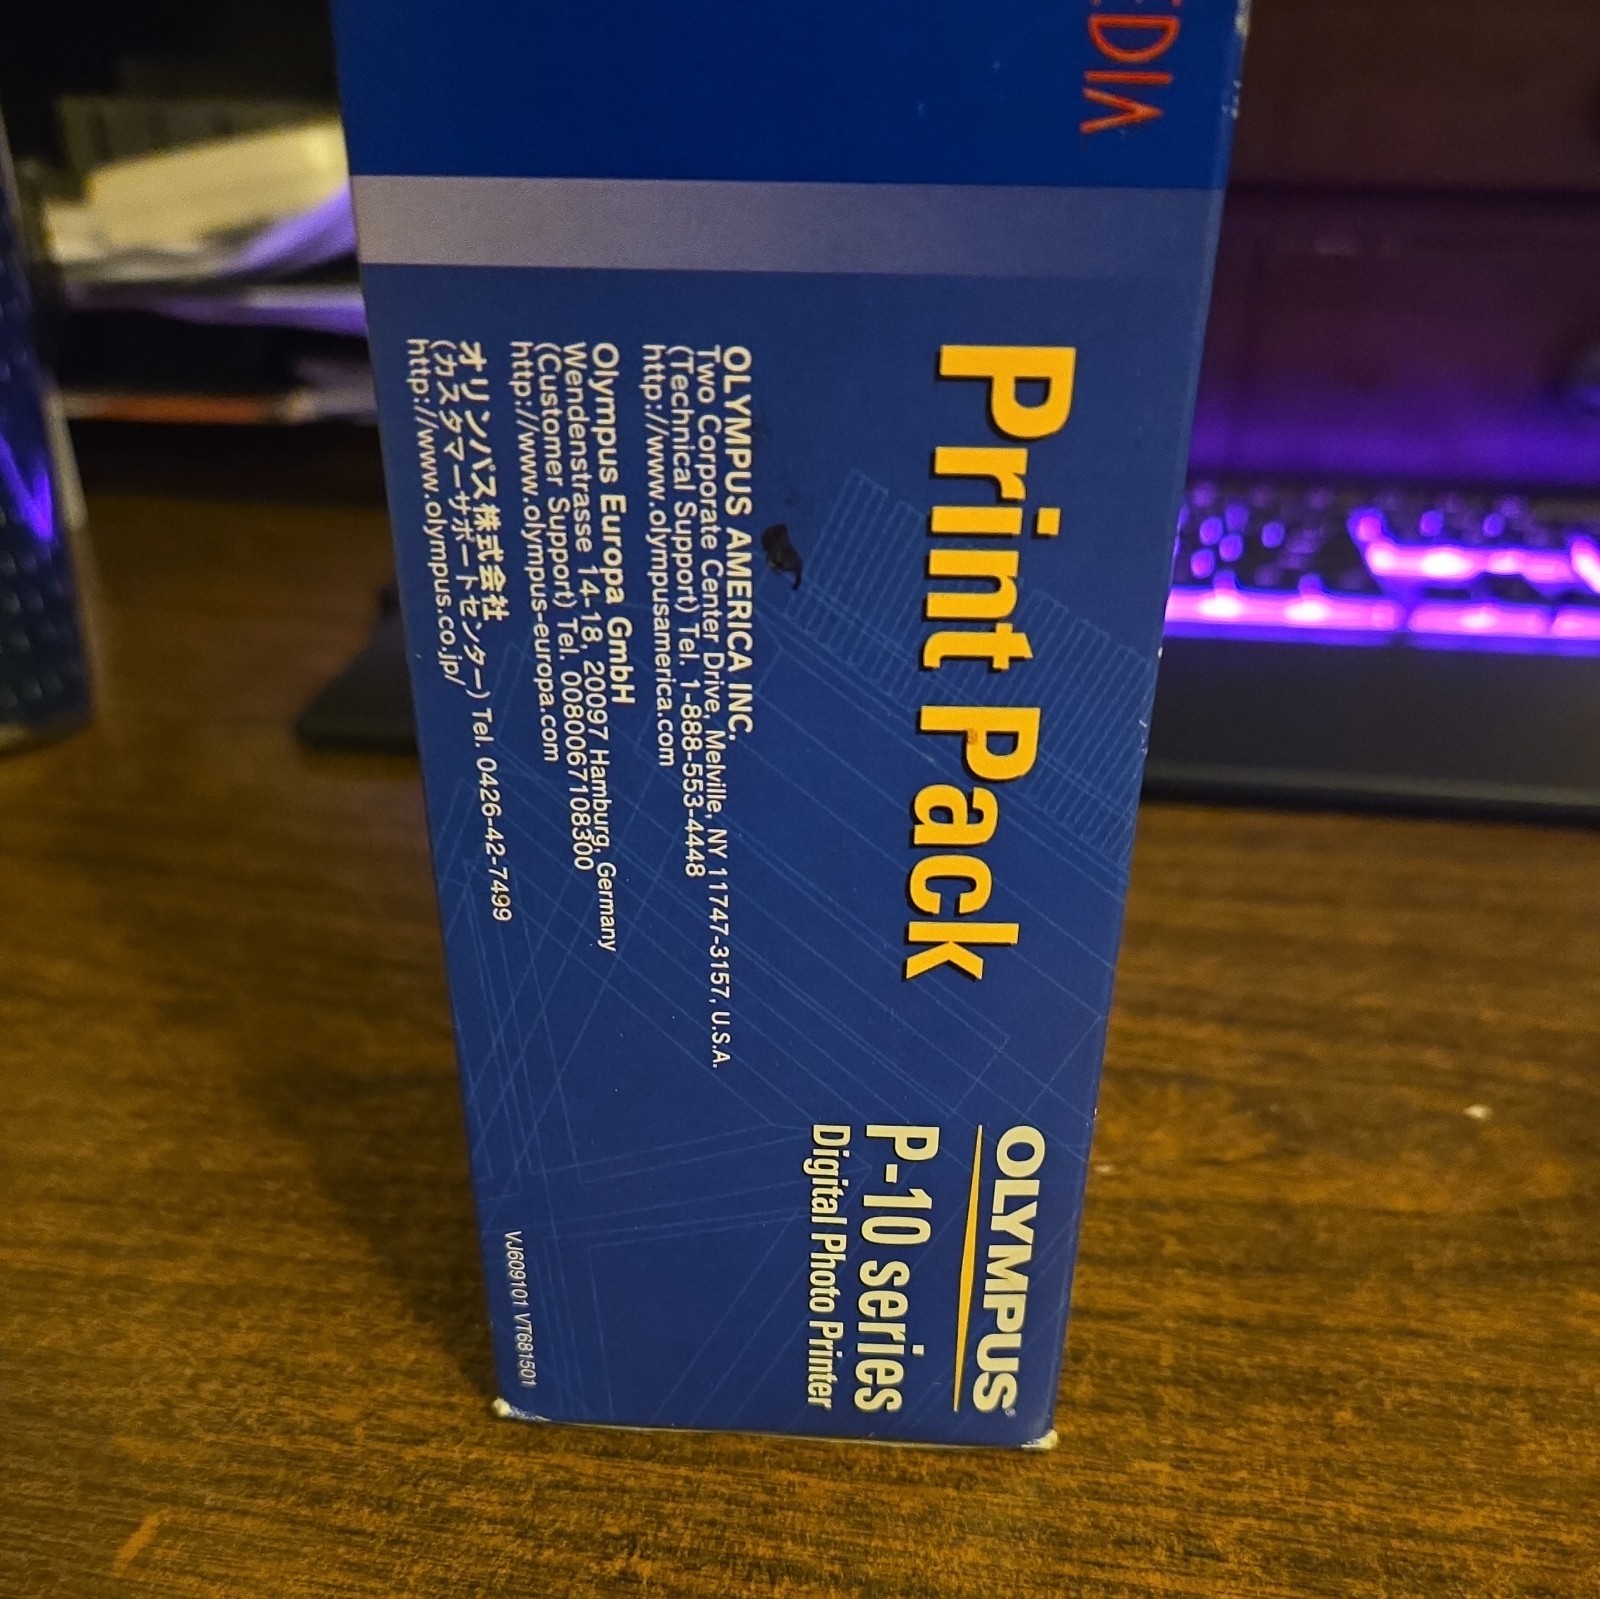 EDIA
Print Pack
OLYMPUS AMERICA INC.
Two Corporate Center Drive, Melville, NY 11747-3157, U.S.A.
(Technical Support) Tel. 1-888-553-4448
http://www.olympusamerica.com
Olympus Europa GmbH
Wendenstrasse 14-18, 20097 Hamburg, Germany
(Customer Support) Tel. 0080067108300
http://www.olympus-europa.com
オリンパス株式会社
(カスタマーサポートセンター) Tel. 0426-42-7499
http://www.olympus.co.jp/
OLYMPUS®
P-10 series
Digital Photo Printer
VJ609101 VT681501